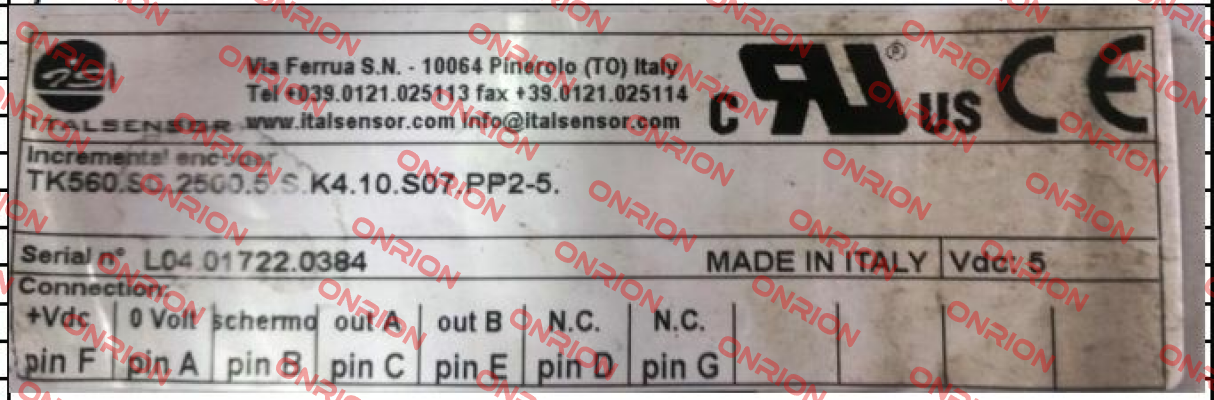 Via Ferrua S.N. - 10064 Pinerolo (TO) Italy
Tel +039.0121.025113 fax +39.0121.025114
ITALSENSOR www.italsensor.com Info@italsensor.com
C US CE
Incremental encoder
TK560.SG.2500.5/S.K4.10.S07.PP2-5.
Serial n° L04 01722.0384 MADE IN ITALY Vdc: 5
Connection:
+Vdc 0 Volt schermo out A out B N.C. N.C.
pin F pin A pin B pin C pin E pin D pin G
ONRION